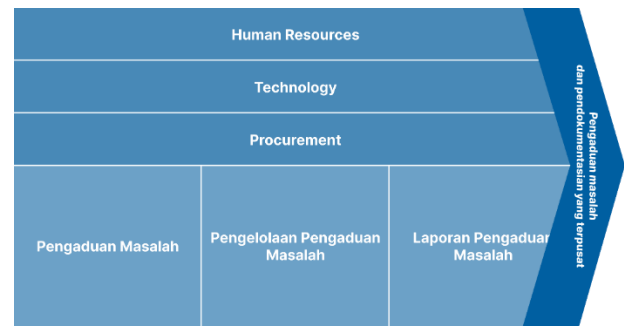 Human Resources
Technology
Procurement
Pengaduan Masalah
Pengelolaan Pengaduan
Masalah
Laporan Pengaduan
Masalah
Pengaduan masalah
dan pendokumentasian yang terpusat